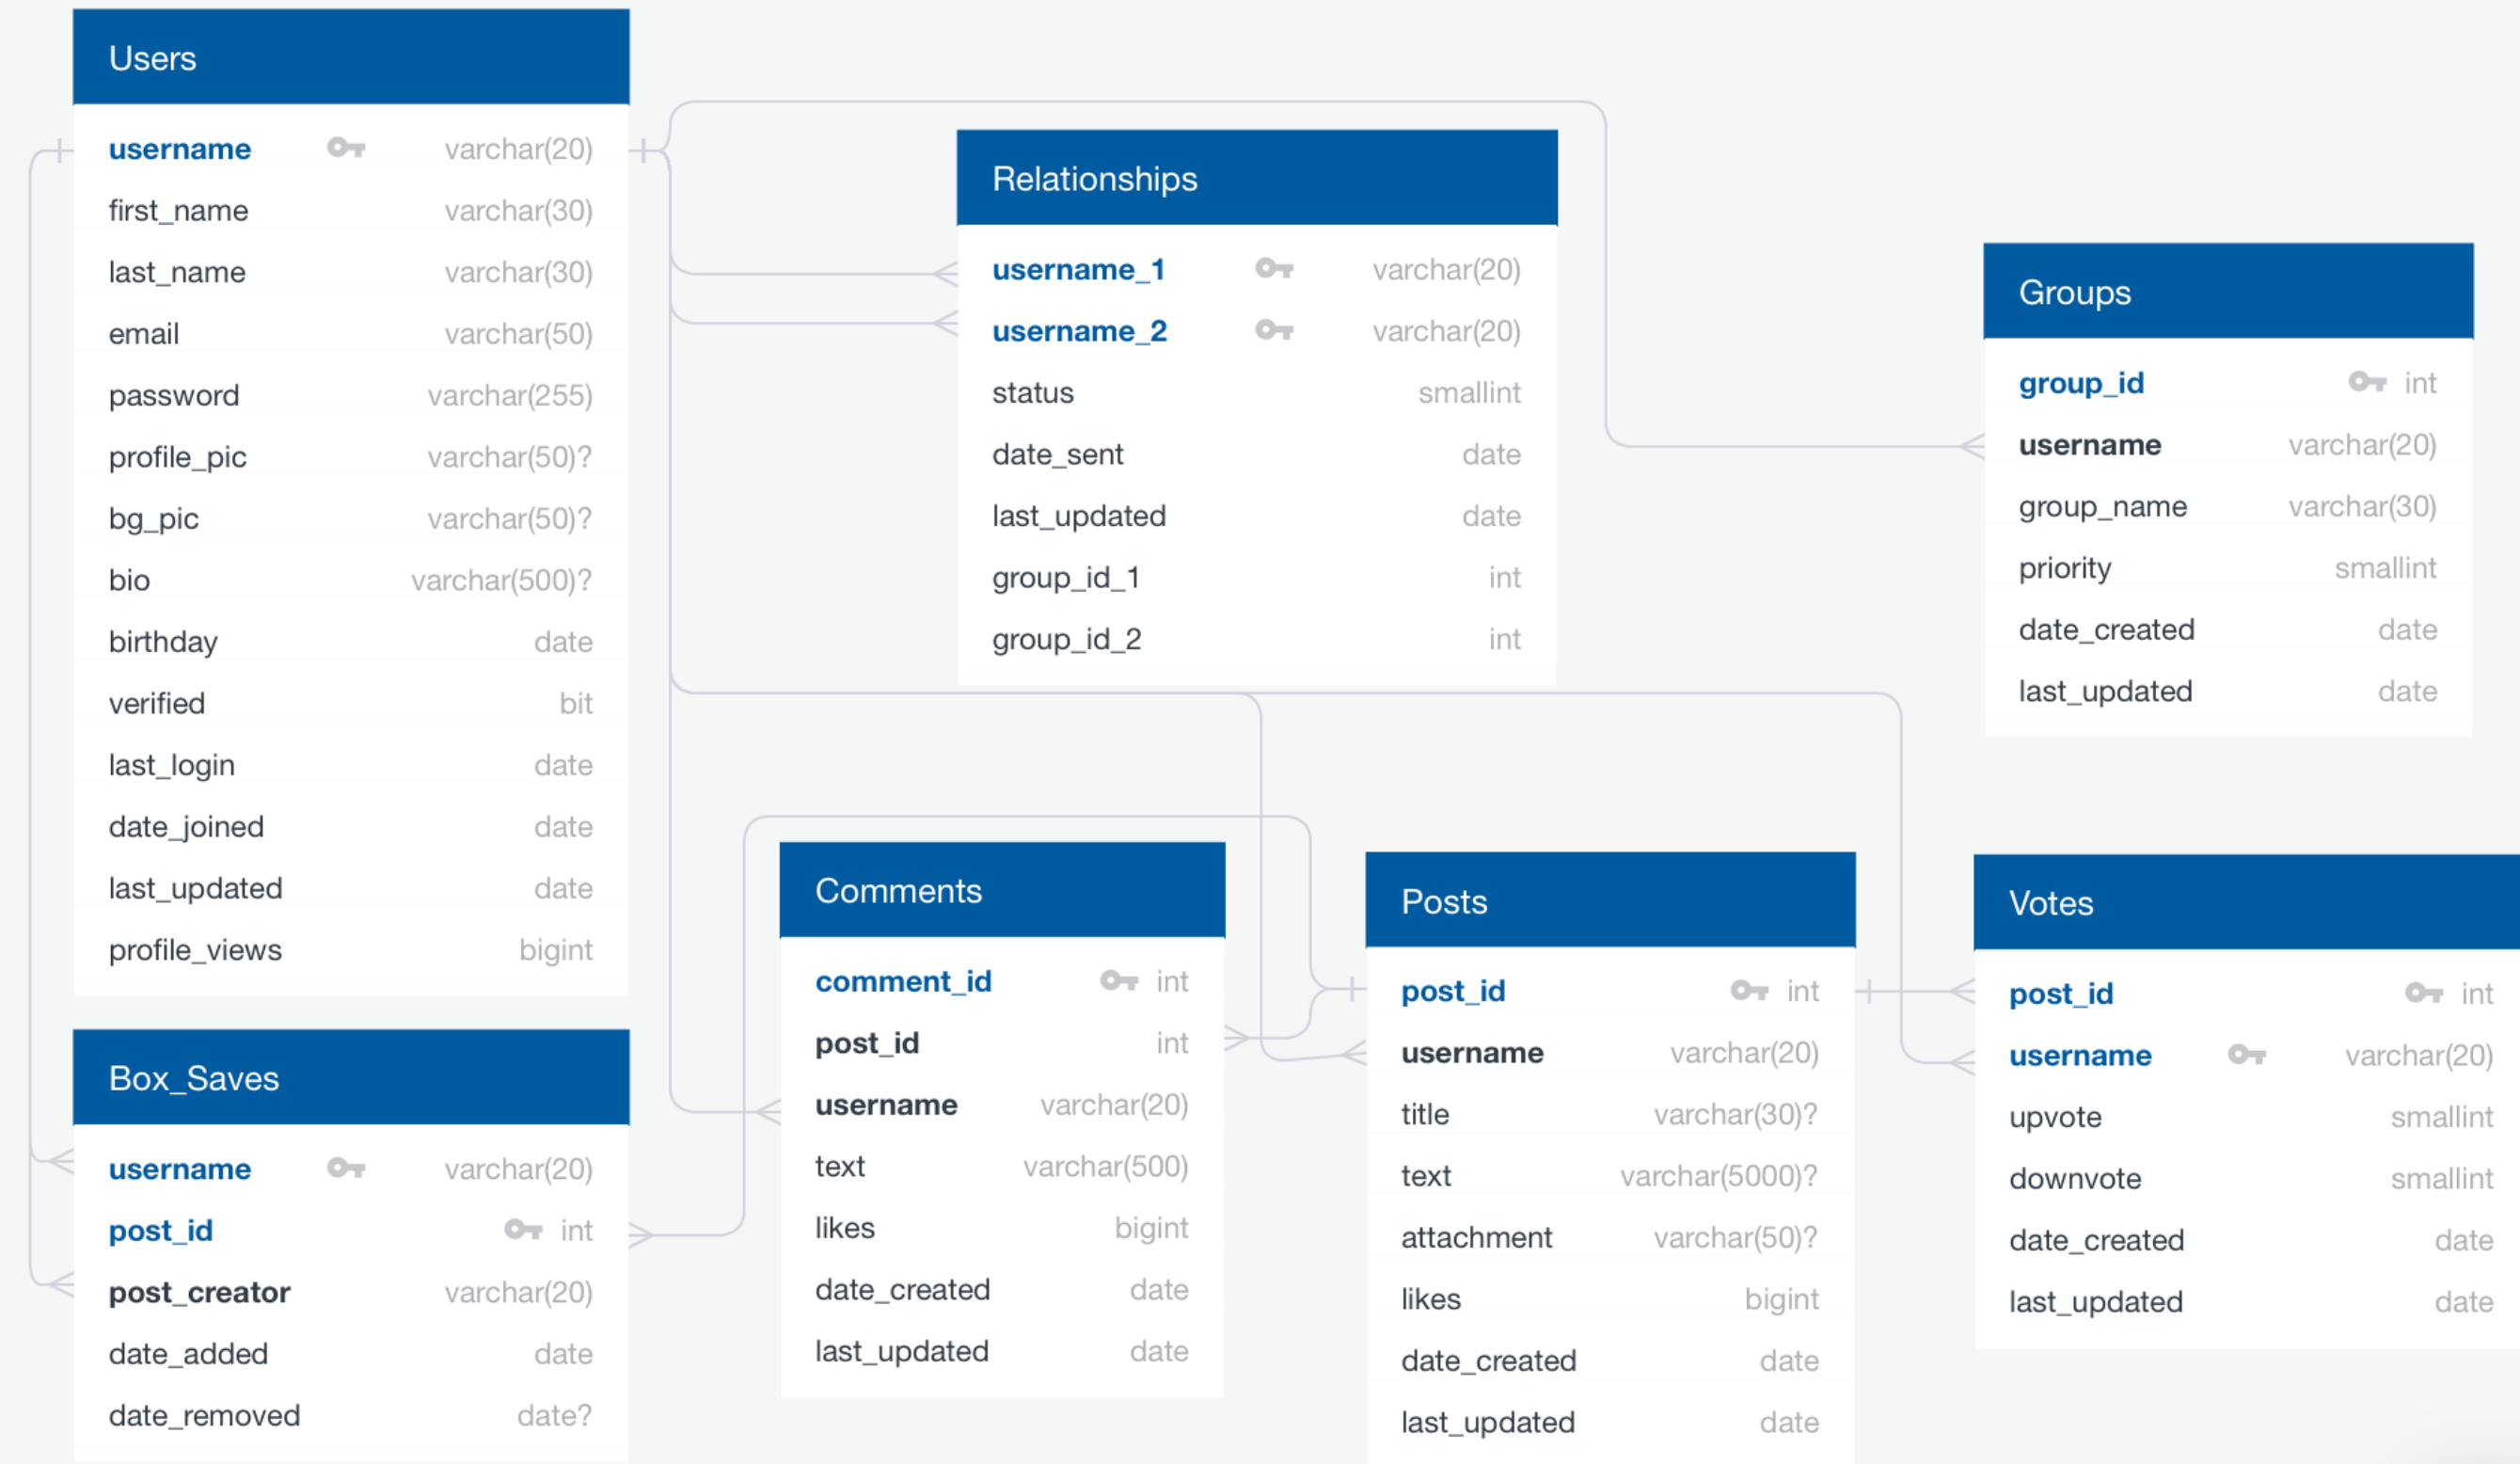 Users
username varchar(20)
first_name varchar(30)
last_name varchar(30)
email varchar(50)
password varchar(255)
profile_pic varchar(50)?
bg_pic varchar(50)?
bio varchar(500)?
birthday date
verified bit
last_login date
date_joined date
last_updated date
profile_views bigint
Box_Saves
username varchar(20)
post_id int
post_creator varchar(20)
date_added date
date_removed date?
Relationships
username_1 varchar(20)
username_2 varchar(20)
status smallint
date_sent date
last_updated date
group_id_1 int
group_id_2 int
Groups
group_id int
username varchar(20)
group_name varchar(30)
priority smallint
date_created date
last_updated date
Comments
comment_id int
post_id int
username varchar(20)
text varchar(500)
likes bigint
date_created date
last_updated date
Posts
post_id int
username varchar(20)
title varchar(30)?
text varchar(5000)?
attachment varchar(50)?
likes bigint
date_created date
last_updated date
Votes
post_id int
username varchar(20)
upvote smallint
downvote smallint
date_created date
last_updated date